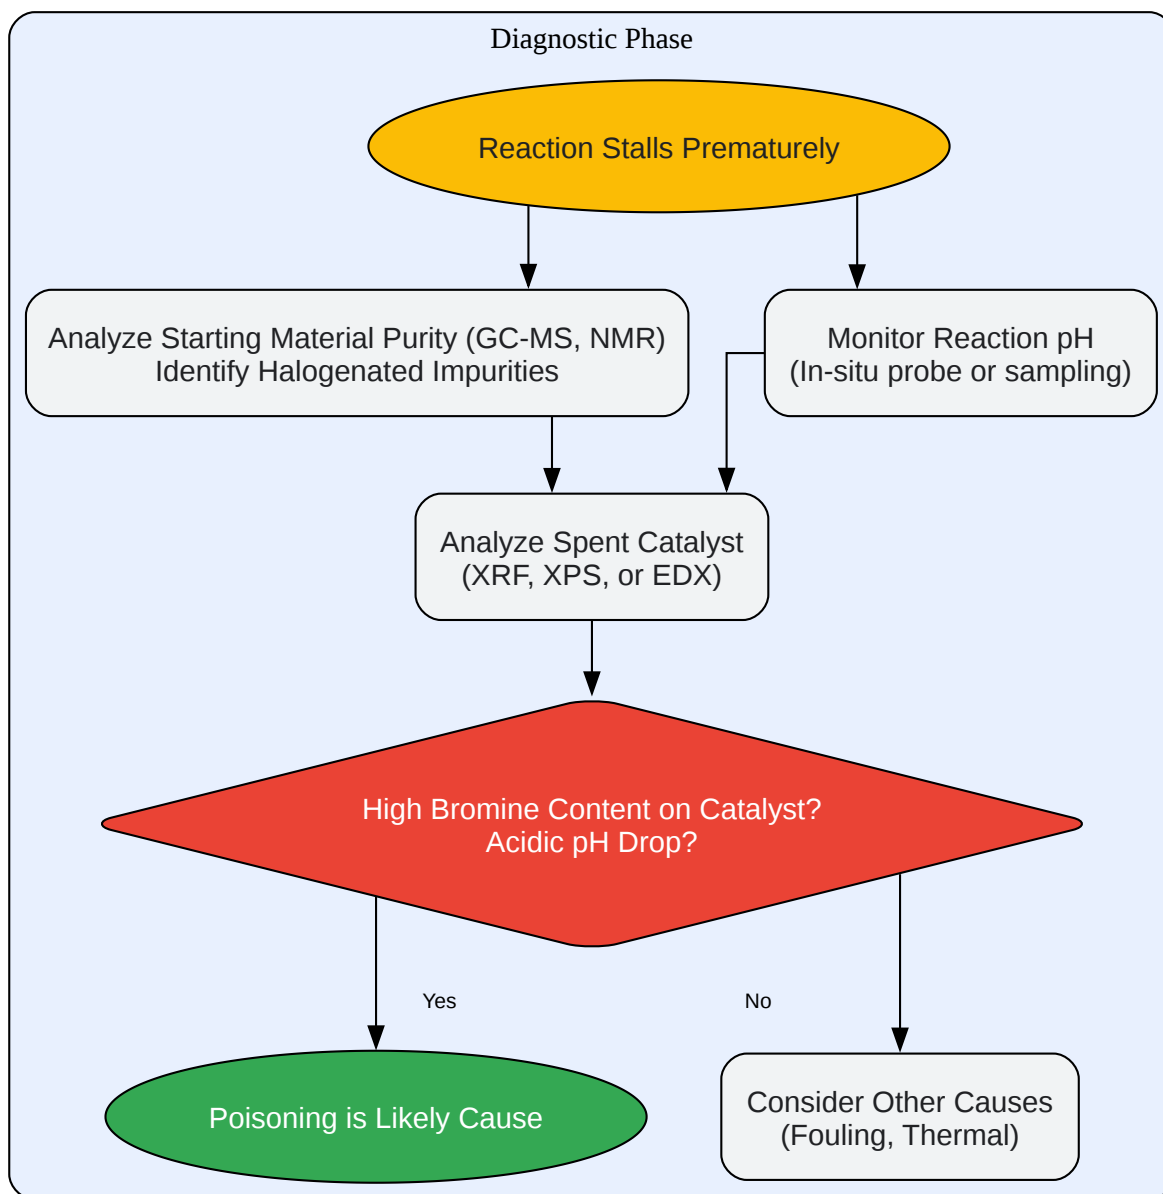 Diagnostic Phase
Reaction Stalls Prematurely
Analyze Starting Material Purity (GC-MS, NMR)
Identify Halogenated Impurities
Monitor Reaction pH
(In-situ probe or sampling)
Analyze Spent Catalyst
(XRF, XPS, or EDX)
High Bromine Content on Catalyst?
Acidic pH Drop?
Yes
No
Poisoning is Likely Cause
Consider Other Causes
(Fouling, Thermal)